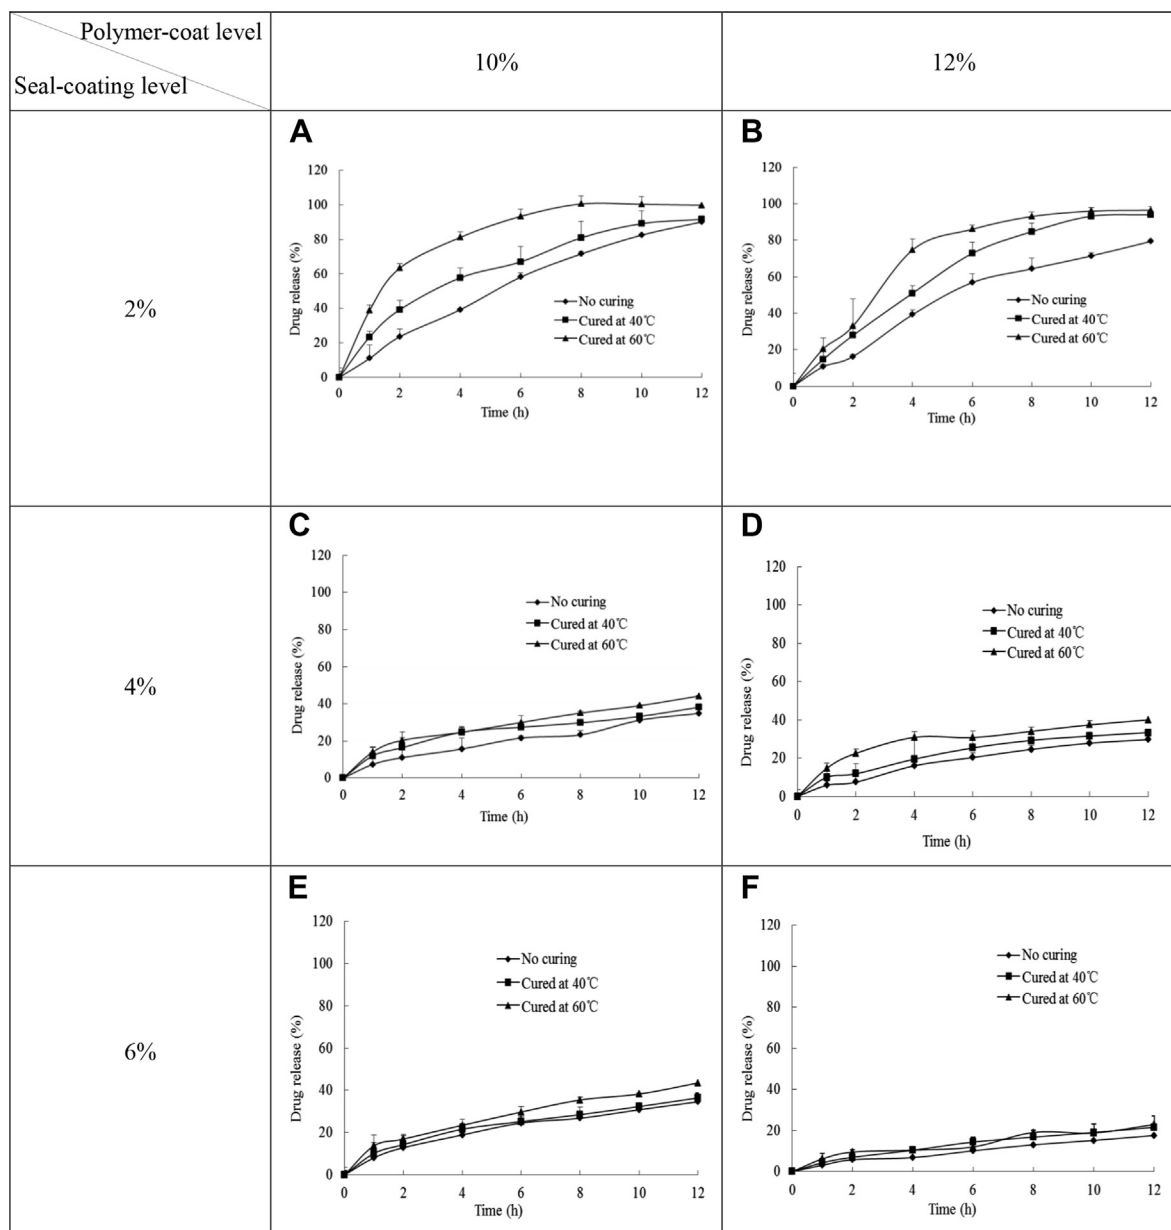 Polymer-coat level
Seal-coating level
10%
12%
2%
A
120
100
80
60
40
20
0
Drug release (%)
No curing
Cured at 40℃
Cured at 60℃
0 2 4 6 8 10 12
Time (h)
B
120
100
80
60
40
20
0
Drug release (%)
No curing
Cured at 40℃
Cured at 60℃
0 2 4 6 8 10 12
Time (h)
4%
C
120
100
80
60
40
20
0
Drug release (%)
No curing
Cured at 40℃
Cured at 60℃
0 2 4 6 8 10 12
Time (h)
D
120
100
80
60
40
20
0
Drug release (%)
No curing
Cured at 40℃
Cured at 60℃
0 2 4 6 8 10 12
Time (h)
6%
E
120
100
80
60
40
20
0
Drug release (%)
No curing
Cured at 40℃
Cured at 60℃
0 2 4 6 8 10 12
Time (h)
F
120
100
80
60
40
20
0
Drug release (%)
No curing
Cured at 40℃
Cured at 60℃
0 2 4 6 8 10 12
Time (h)